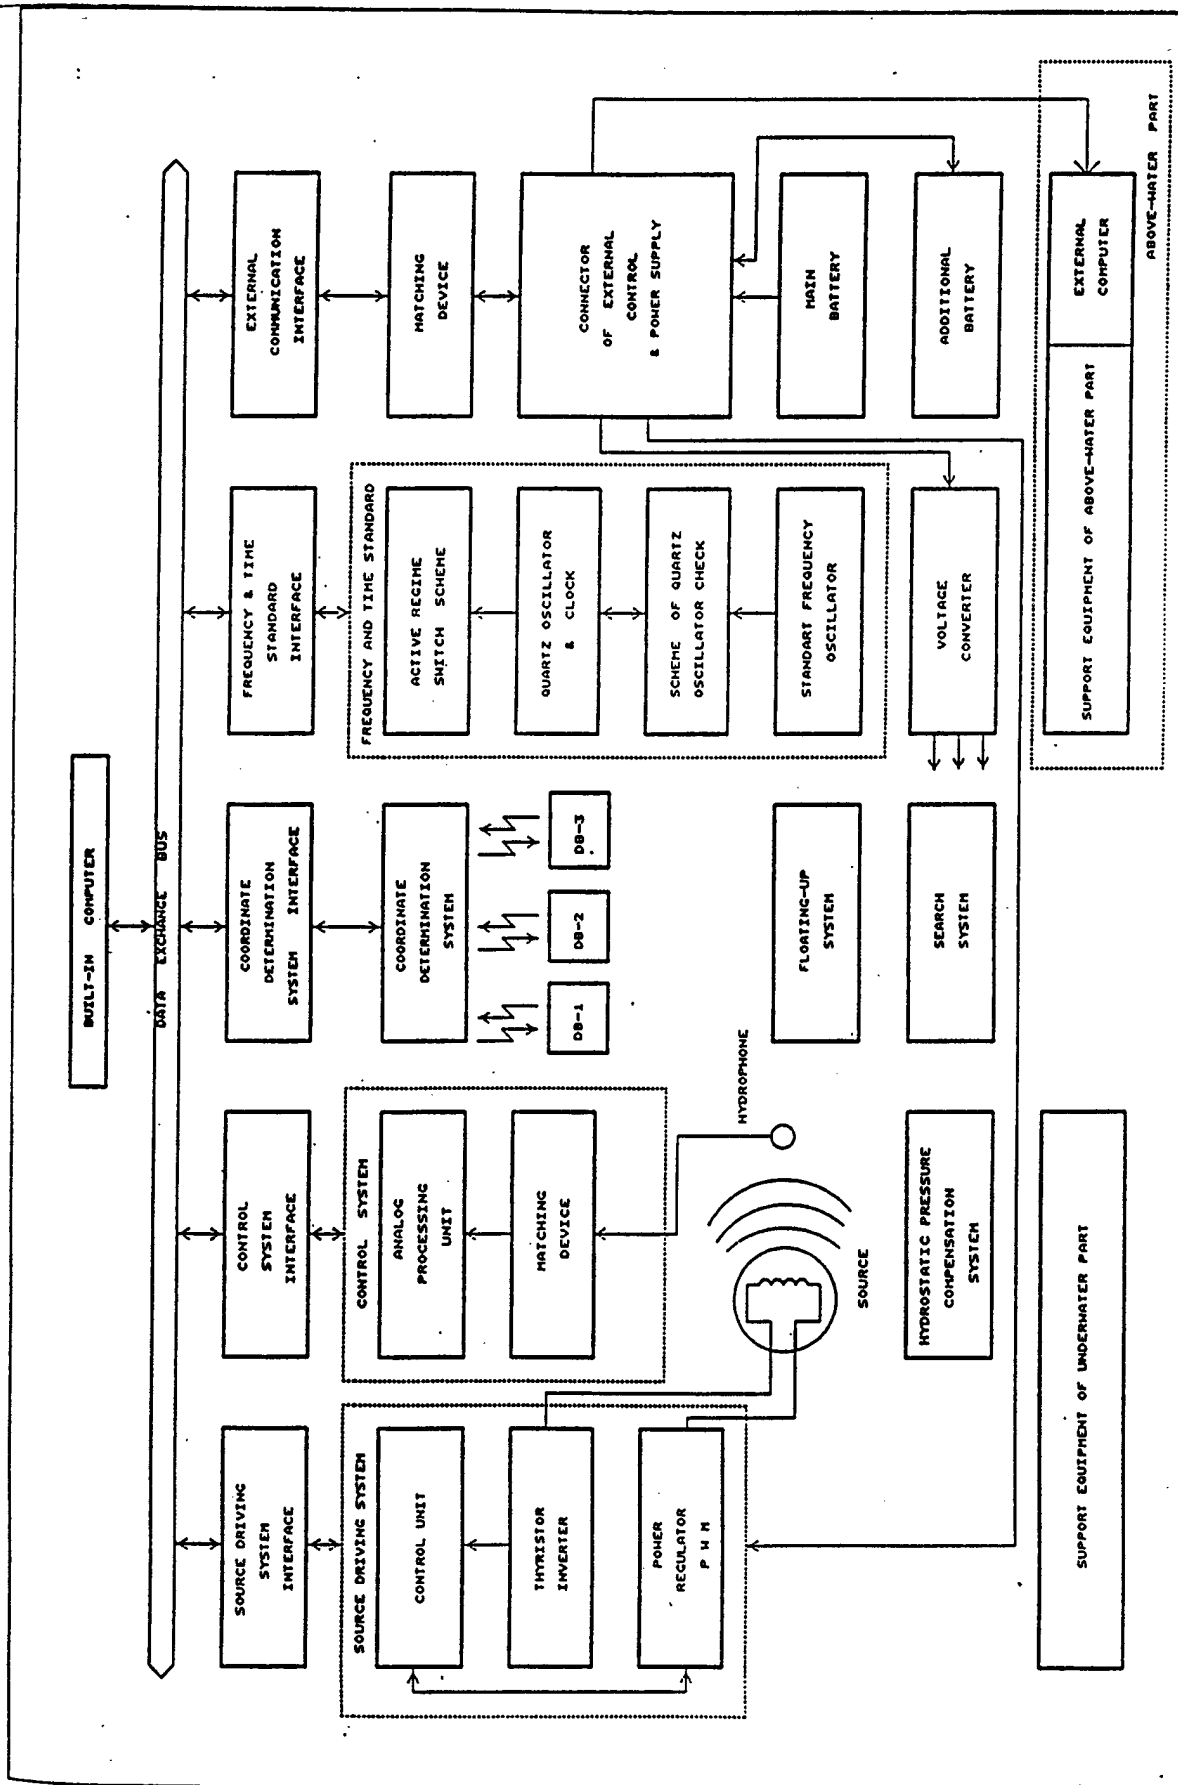 BUILT-IN COMPUTER
DATA EXCHANGE BUS
SOURCE DRIVING
SYSTEM
INTERFACE
CONTROL
SYSTEM
INTERFACE
COORDINATE
DETERMINATION
SYSTEM INTERFACE
FREQUENCY & TIME
STANDARD
INTERFACE
EXTERNAL
COMMUNICATION
INTERFACE
SOURCE DRIVING SYSTEM
CONTROL UNIT
THYRISTOR
INVERTER
POWER
REGULATOR
P W M
CONTROL SYSTEM
ANALOG
PROCESSING
UNIT
MATCHING
DEVICE
HYDROPHONE
SOURCE
COORDINATE
DETERMINATION
SYSTEM
DB-1
DB-2
DB-3
FREQUENCY AND TIME STANDARD
ACTIVE REGIME
SWITCH SCHEME
QUARTZ OSCILLATOR
& CLOCK
SCHEME OF QUARTZ
OSCILLATOR CHECK
STANDART FREQUENCY
OSCILLATOR
MATCHING
DEVICE
CONNECTOR
OF EXTERNAL
CONTROL
& POWER SUPPLY
MAIN
BATTERY
ADDITIONAL
BATTERY
HYDROSTATIC PRESSURE
COMPENSATION
SYSTEM
FLOATING-UP
SYSTEM
SEARCH
SYSTEM
VOLTAGE
CONVERTER
SUPPORT EQUIPMENT OF UNDERWATER PART
SUPPORT EQUIPMENT OF ABOVE-WATER PART
EXTERNAL
COMPUTER
ABOVE-WATER PART